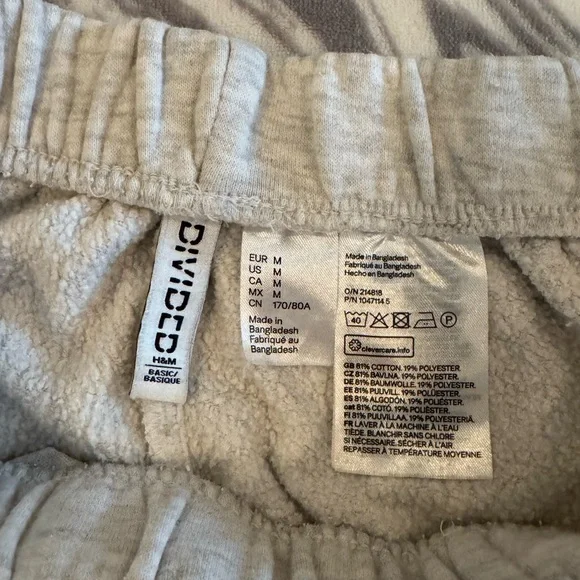 DIVIDED
H&M
BASIC/
BASIQUE
EUR M
US M
CA M
MX M
CN 170/80A
Made in
Bangladesh
Fabriqué au
Bangladesh
Made in Bangladesh
Fabriqué au Bangladesh
Hecho en Bangladesh
O/N 214818
P/N 1047114 5
40 P
clevercare.info
GB 81% COTTON. 19% POLYESTER.
CZ 81% BAVLNA. 19% POLYESTER.
DE 81% BAUMWOLLE. 19% POLYESTER.
EE 81% PUUVILL. 19% POLÜESTER.
ES 81% ALGODÓN. 19% POLIÉSTER.
cat 81% COTÓ. 19% POLIÈSTER.
FI 81% PUUVILLAA. 19% POLYESTERIÄ.
FR LAVER À LA MACHINE À L'EAU
TIÈDE. BLANCHIR SANS CHLORE
SI NÉCESSAIRE. SÉCHER À L'AIR.
REPASSER À TEMPÉRATURE MOYENNE.